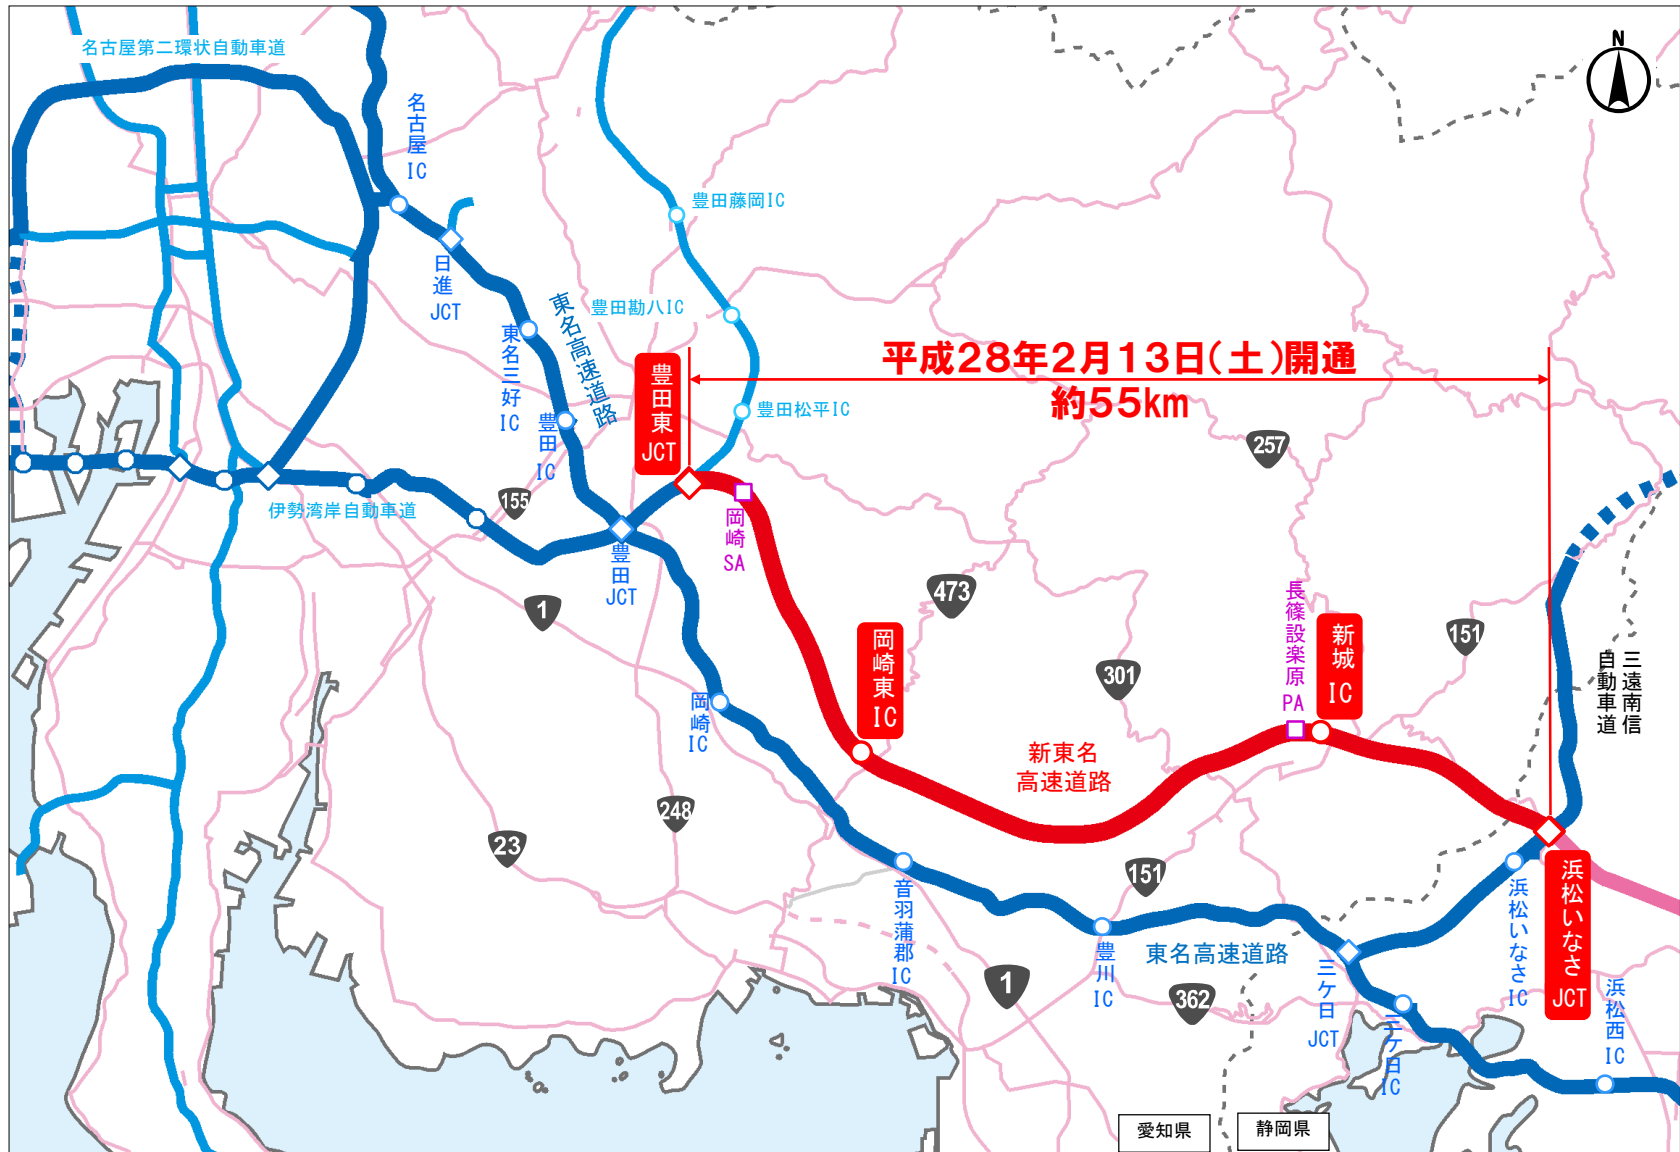 名古屋第二環状自動車道
N
名古屋IC
豊田藤岡IC
日進JCT
東名高速道路
豊田勘八IC
東名三好IC
平成28年2月13日(土)開通
約55km
豊田東JCT
豊田松平IC
豊田IC
257
伊勢湾岸自動車道
155
岡崎SA
豊田JCT
473
1
長篠設楽原PA
新城IC
151
岡崎東IC
301
三遠南信
自動車道
岡崎IC
新東名
高速道路
248
23
151
音羽蒲郡IC
豊川IC
東名高速道路
浜松いなさIC
浜松いなさJCT
三ケ日JCT
1
362
浜松西IC
三ケ日IC
愛知県
静岡県